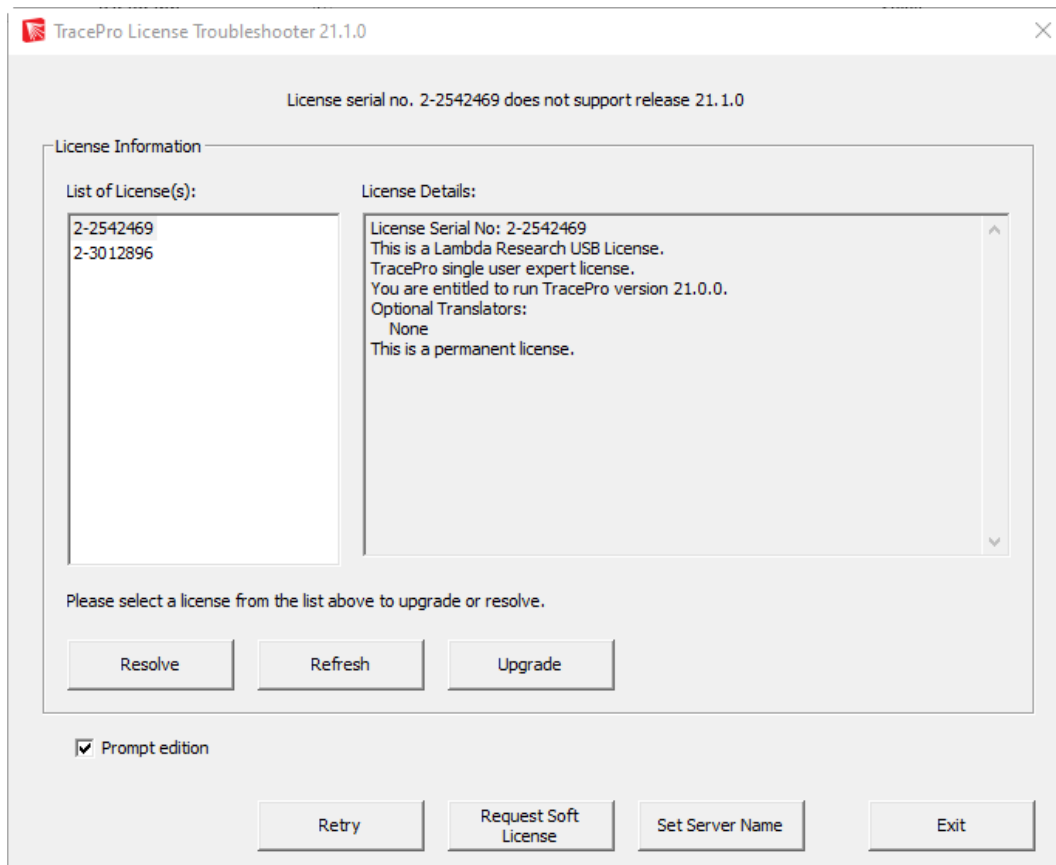 TracePro License Troubleshooter 21.1.0
License serial no. 2-2542469 does not support release 21.1.0
License Information
List of License(s):
2-2542469
2-3012896
License Details:
License Serial No: 2-2542469
This is a Lambda Research USB License.
TracePro single user expert license.
You are entitled to run TracePro version 21.0.0.
Optional Translators:
None
This is a permanent license.
Please select a license from the list above to upgrade or resolve.
Resolve
Refresh
Upgrade
Prompt edition
Retry
Request Soft
License
Set Server Name
Exit